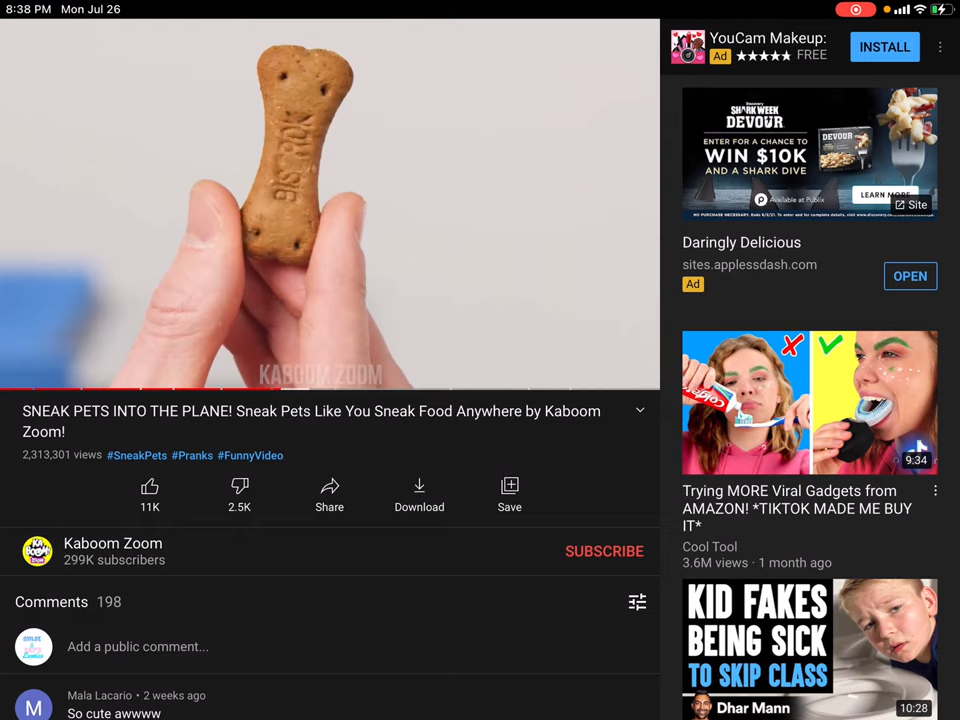 8:38 PM Mon Jul 26
KABOOM ZOOM
SNEAK PETS INTO THE PLANE! Sneak Pets Like You Sneak Food Anywhere by Kaboom
Zoom!
2,313,301 views #SneakPets #Pranks #FunnyVideo
11K
2.5K
Share
Download
Save
Kaboom Zoom
299K subscribers
SUBSCRIBE
Comments 198
Add a public comment...
M
Mala Lacario • 2 weeks ago
So cute awwww
YouCam Makeup:
Ad
FREE
INSTALL
Discovery
SHARK WEEK
DEVOUR
ENTER FOR A CHANCE TO
WIN $10K
AND A SHARK DIVE
DEVOUR
Available at Publix
LEARN MORE
Site
Daringly Delicious
sites.applessdash.com
Ad
OPEN
Colgate
9:34
Trying MORE Viral Gadgets from
AMAZON! *TIKTOK MADE ME BUY
IT*
Cool Tool
3.6M views · 1 month ago
KID FAKES
BEING SICK
TO SKIP CLASS
Dhar Mann
10:28